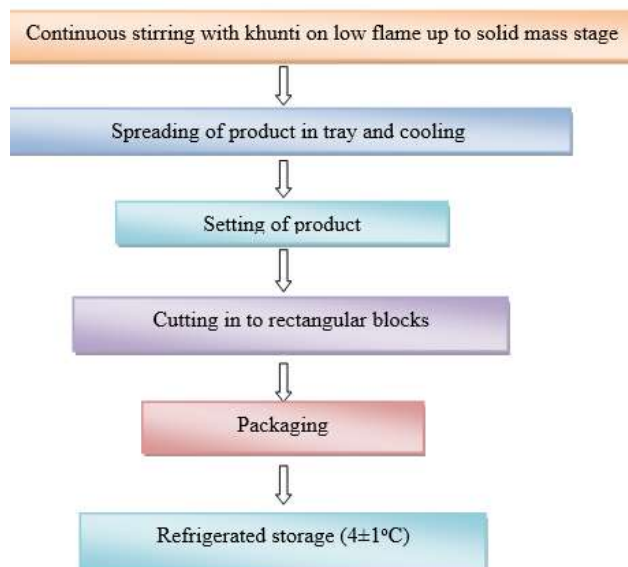 Continuous stirring with khunti on low flame up to solid mass stage
Spreading of product in tray and cooling
Setting of product
Cutting in to rectangular blocks
Packaging
Refrigerated storage (4±1ºC)